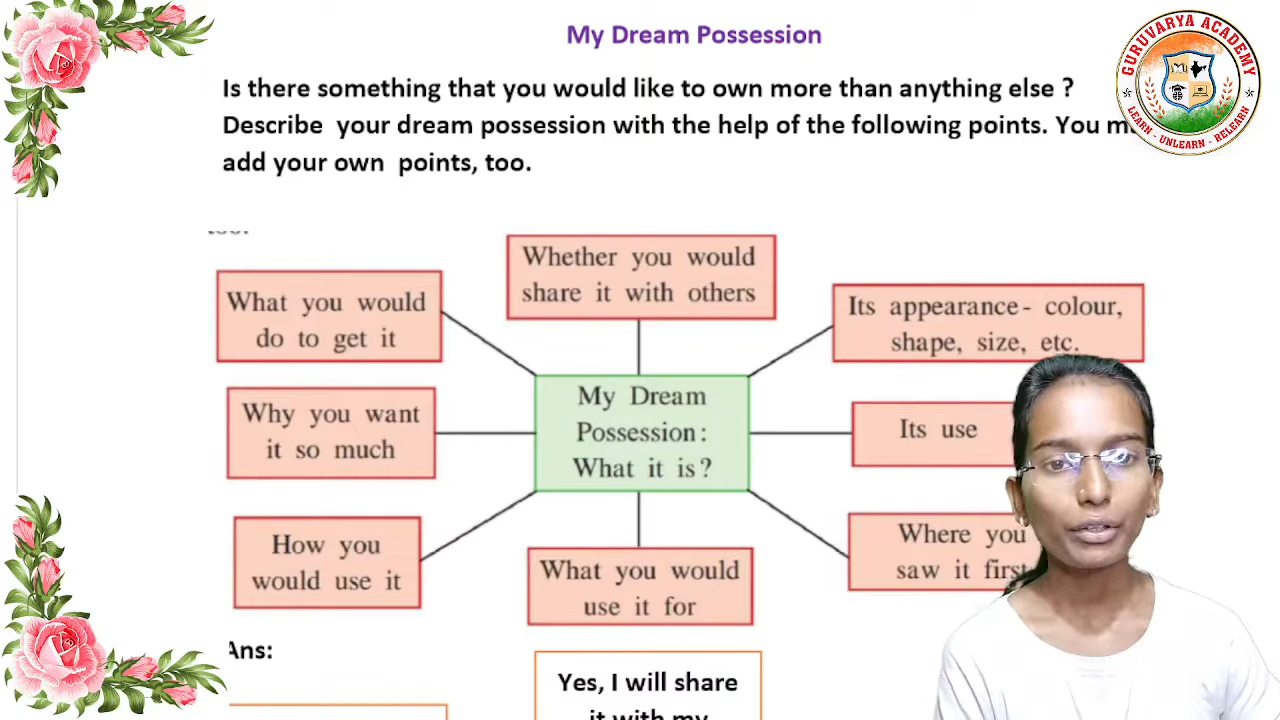 My Dream Possession
GURUVARYA ACADEMY
LEARN - UNLEARN - RELEARN
Is there something that you would like to own more than anything else ?
Describe your dream possession with the help of the following points. You
add your own points, too.
Whether you would
share it with others
What you would
do to get it
Its appearance - colour,
shape, size, etc.
Why you want
it so much
My Dream
Possession :
What it is ?
Its use
How you
would use it
What you would
use it for
Where you
saw it first
Ans:
Yes, I will share
it with my